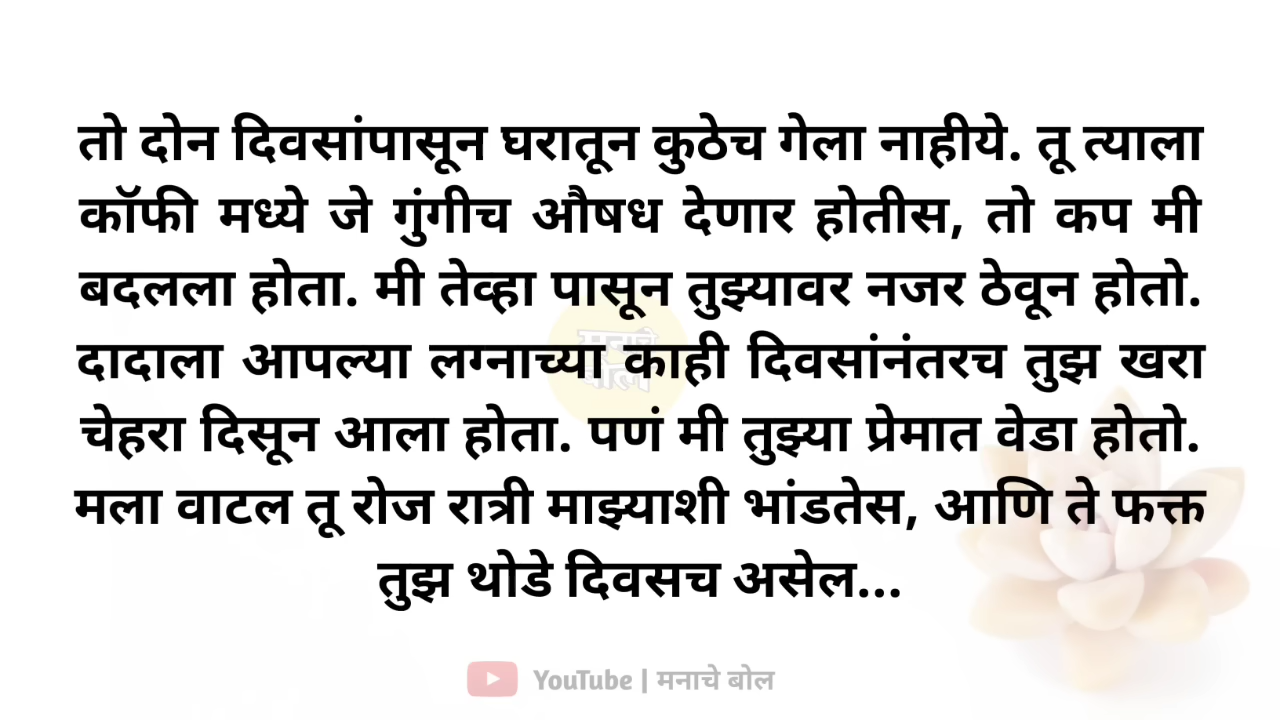 तो दोन दिवसांपासून घरातून कुठेच गेला नाहीये. तू त्याला
कॉफी मध्ये जे गुंगीच औषध देणार होतीस, तो कप मी
बदलला होता. मी तेव्हा पासून तुझ्यावर नजर ठेवून होतो.
दादाला आपल्या लग्नाच्या काही दिवसांनंतरच तुझ खरा
चेहरा दिसून आला होता. पणं मी तुझ्या प्रेमात वेडा होतो.
मला वाटल तू रोज रात्री माझ्याशी भांडतेस, आणि ते फक्त
तुझ थोडे दिवसच असेल...
मनाचे
बोल
YouTube | मनाचे बोल